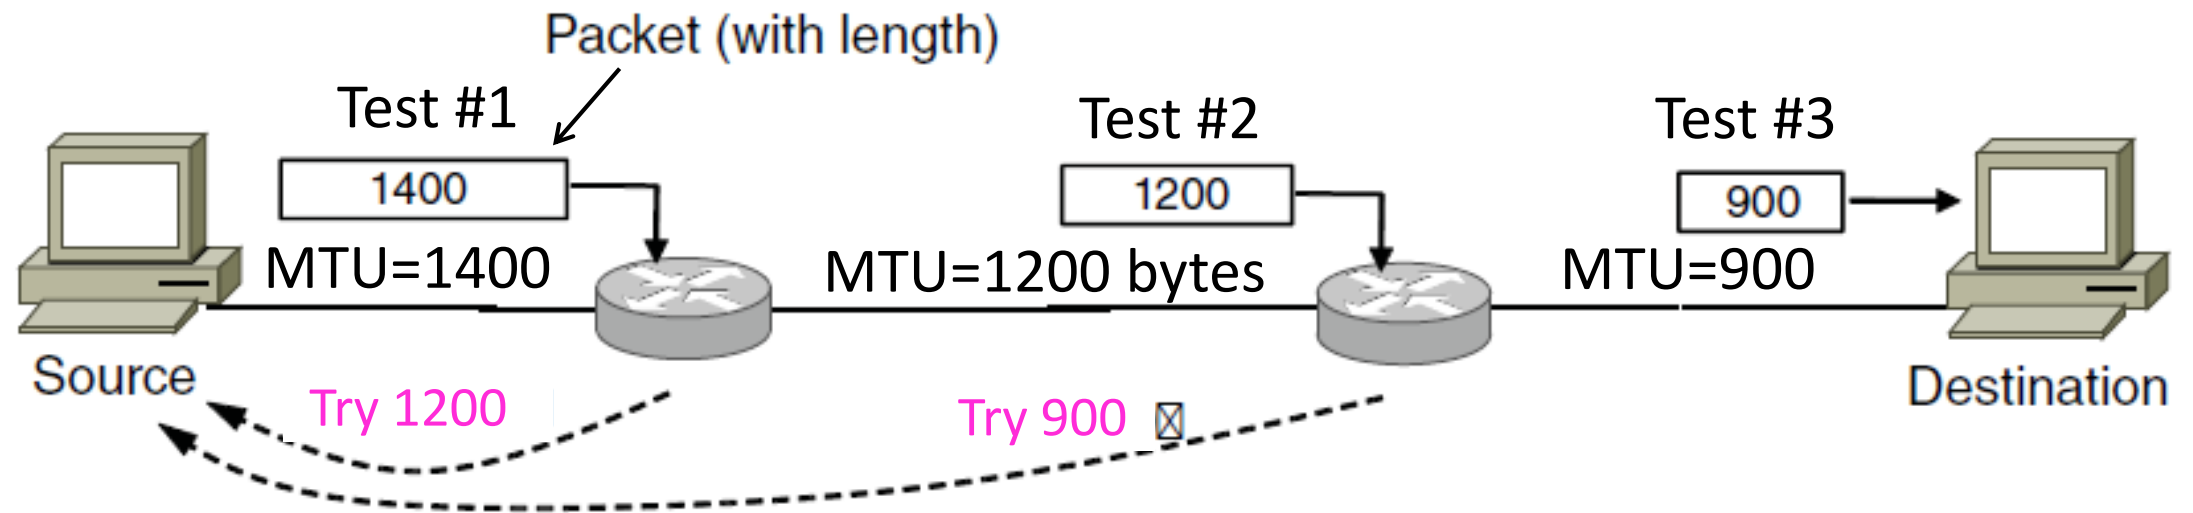 Packet (with length)
Test #1
Test #2
Test #3
1400
1200
900
MTU=1400
MTU=1200 bytes
MTU=900
Source
Try 1200
Try 900
Destination